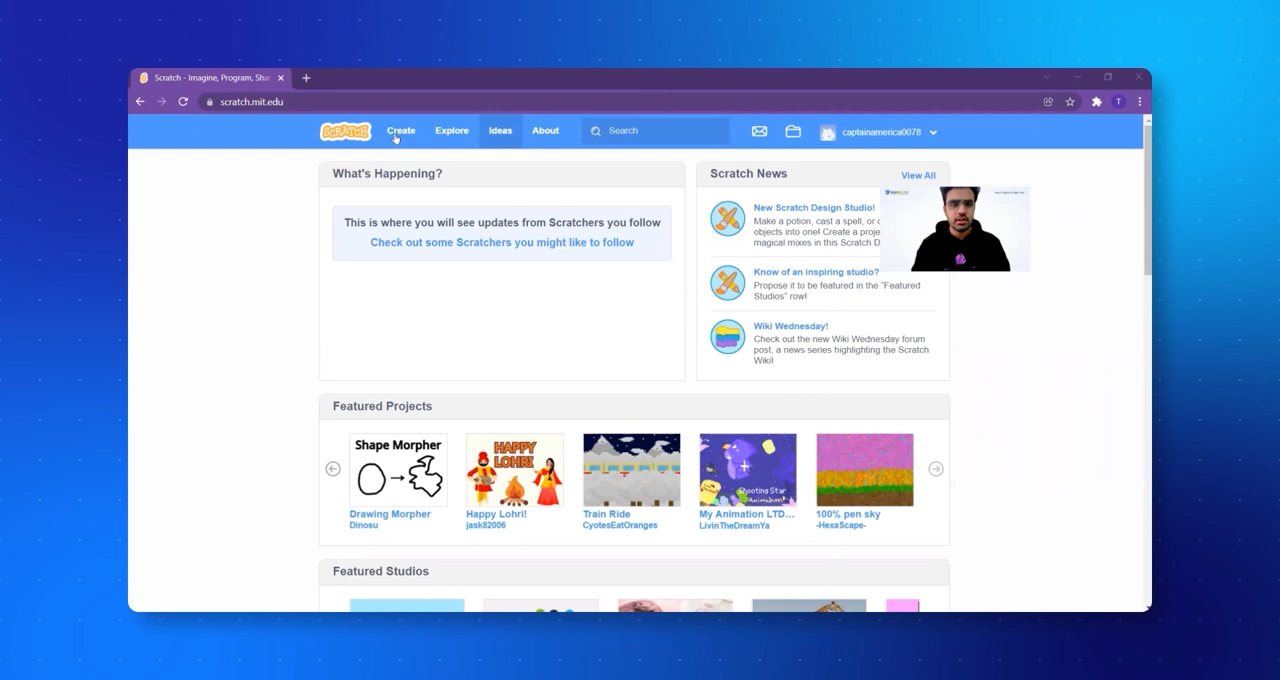 Scratch - Imagine, Program, Shar
scratch.mit.edu
T
SCRATCH
Create
Explore
Ideas
About
Search
captainamerica0078
What's Happening?
This is where you will see updates from Scratchers you follow
Check out some Scratchers you might like to follow
Scratch News
View All
New Scratch Design Studio!
Make a potion, cast a spell, or c
objects into one! Create a proje
magical mixes in this Scratch D
Know of an inspiring studio?
Propose it to be featured in the "Featured
Studios" row!
Wiki Wednesday!
Check out the new Wiki Wednesday forum
post, a news series highlighting the Scratch
Wiki!
Featured Projects
Shape Morpher
Drawing Morpher
Dinosu
HAPPY
LOHRI
Happy Lohri!
jask82006
Train Ride
CyotesEatOranges
Shooting Star
My Animation LTD...
LivinTheDreamYa
100% pen sky
-HexaScape-
Featured Studios